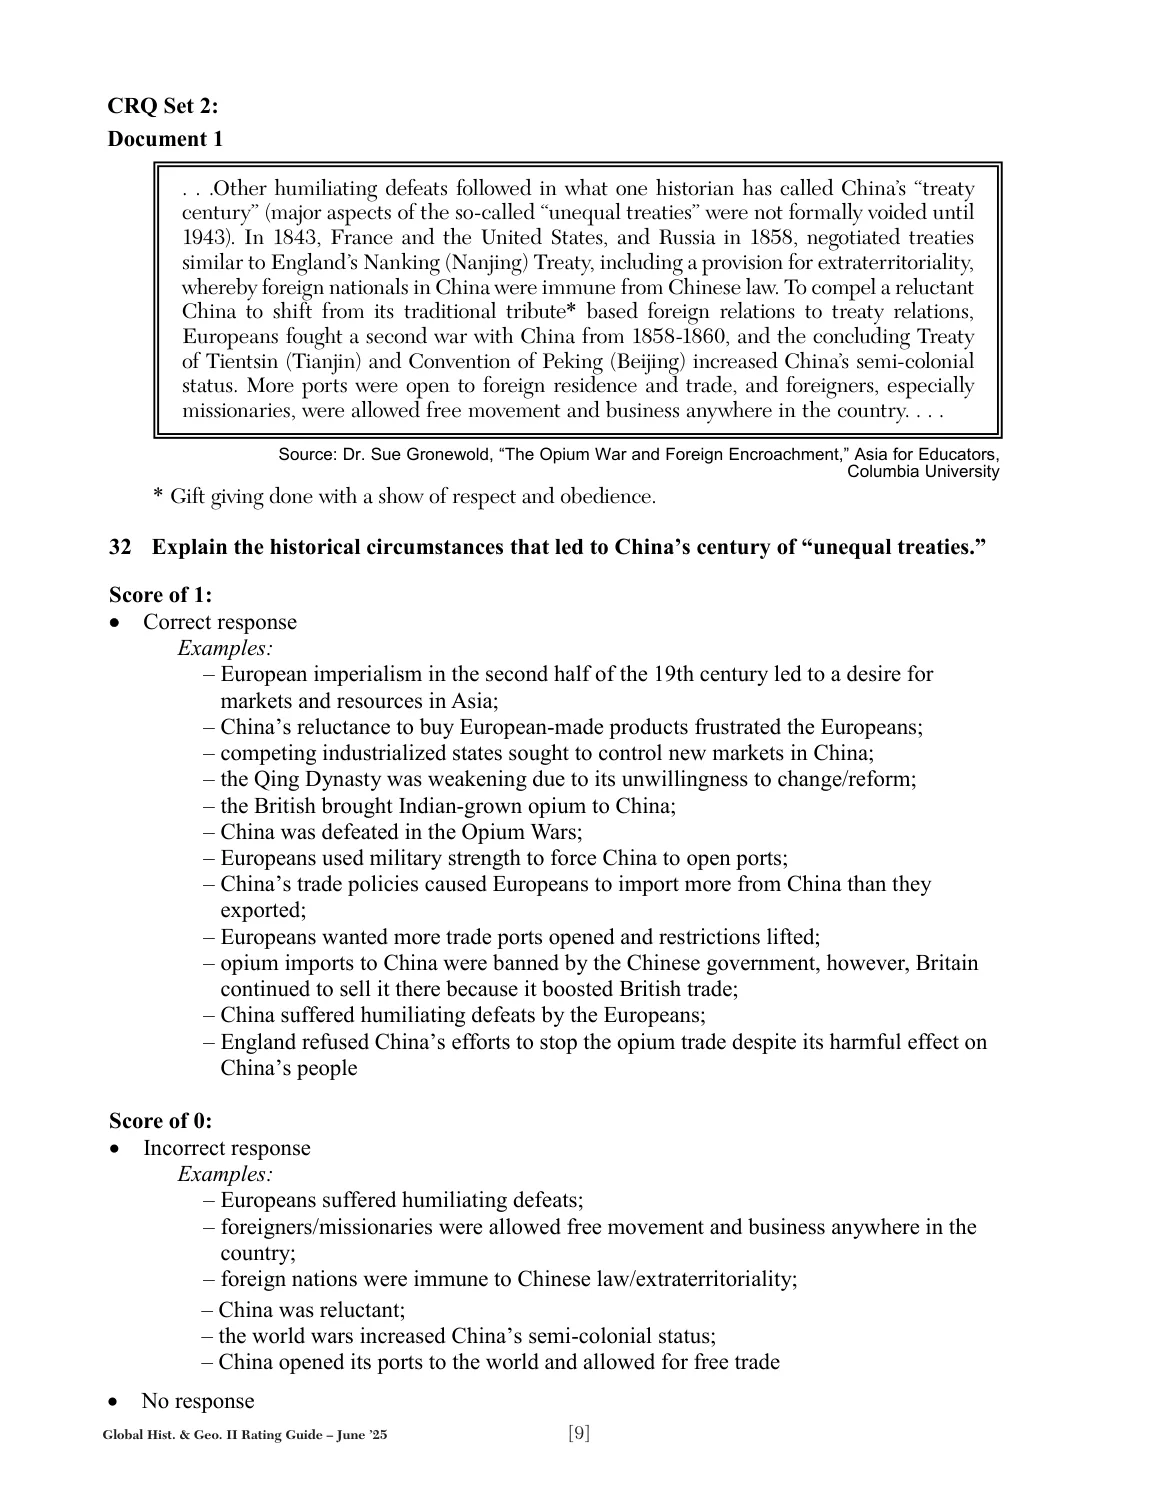 CRQ Set 2:
Document 1
. . .Other humiliating defeats followed in what one historian has called China’s “treaty
century” (major aspects of the so-called “unequal treaties” were not formally voided until
1943). In 1843, France and the United States, and Russia in 1858, negotiated treaties
similar to England’s Nanking (Nanjing) Treaty, including a provision for extraterritoriality,
whereby foreign nationals in China were immune from Chinese law. To compel a reluctant
China to shift from its traditional tribute* based foreign relations to treaty relations,
Europeans fought a second war with China from 1858-1860, and the concluding Treaty
of Tientsin (Tianjin) and Convention of Peking (Beijing) increased China’s semi-colonial
status. More ports were open to foreign residence and trade, and foreigners, especially
missionaries, were allowed free movement and business anywhere in the country. . . .
Source: Dr. Sue Gronewold, “The Opium War and Foreign Encroachment,” Asia for Educators,
Columbia University
* Gift giving done with a show of respect and obedience.
32 Explain the historical circumstances that led to China’s century of “unequal treaties.”
Score of 1:
• Correct response
Examples:
– European imperialism in the second half of the 19th century led to a desire for
markets and resources in Asia;
– China’s reluctance to buy European-made products frustrated the Europeans;
– competing industrialized states sought to control new markets in China;
– the Qing Dynasty was weakening due to its unwillingness to change/reform;
– the British brought Indian-grown opium to China;
– China was defeated in the Opium Wars;
– Europeans used military strength to force China to open ports;
– China’s trade policies caused Europeans to import more from China than they
exported;
– Europeans wanted more trade ports opened and restrictions lifted;
– opium imports to China were banned by the Chinese government, however, Britain
continued to sell it there because it boosted British trade;
– China suffered humiliating defeats by the Europeans;
– England refused China’s efforts to stop the opium trade despite its harmful effect on
China’s people
Score of 0:
• Incorrect response
Examples:
– Europeans suffered humiliating defeats;
– foreigners/missionaries were allowed free movement and business anywhere in the
country;
– foreign nations were immune to Chinese law/extraterritoriality;
– China was reluctant;
– the world wars increased China’s semi-colonial status;
– China opened its ports to the world and allowed for free trade
• No response
Global Hist. & Geo. II Rating Guide – June ’25
[9]